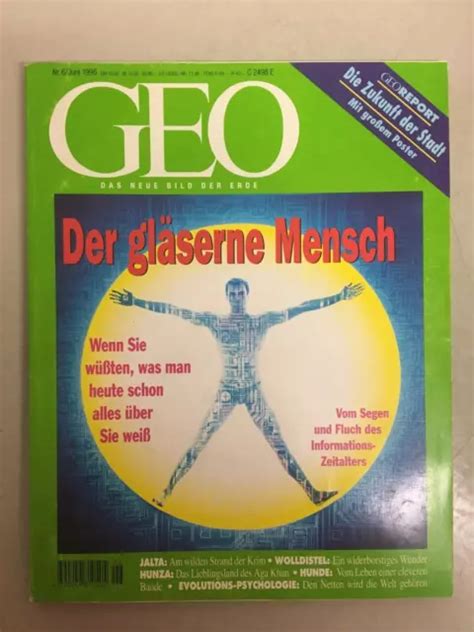 Nr. 6/Juni 1996
C 2498 E
GEO
DAS NEUE BILD DER ERDE
GEO REPORT
Die Zukunft der Stadt
Mit großem Poster
Der gläserne Mensch
Wenn Sie
wüßten, was man
heute schon
alles über
Sie weiß
Vom Segen
und Fluch des
Informations-
Zeitalters
JALTA: Am wilden Strand der Krim • WOLLDISTEL: Ein widerborstiges Wunder
HUNZA: Das Lieblingsland des Aga Khan • HUNDE: Vom Leben einer cleveren
Bande • EVOLUTIONS-PSYCHOLOGIE: Den Netten wird die Welt gehören